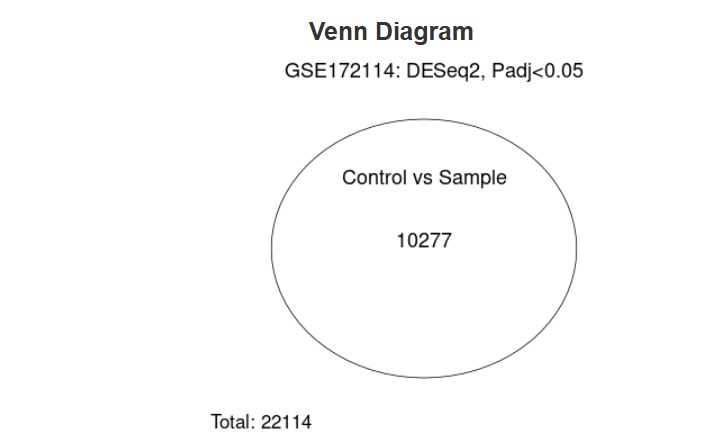 Venn Diagram
GSE172114: DESeq2, Padj<0.05
Control vs Sample
10277
Total: 22114